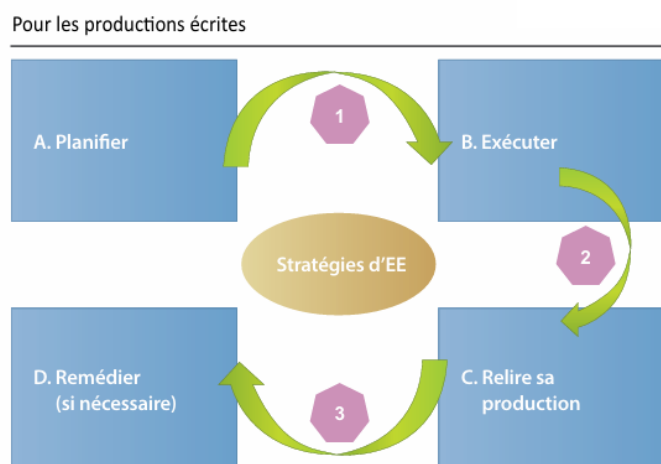 Pour les productions écrites
A. Planifier
1
B. Exécuter
Stratégies d'EE
2
D. Remédier
(si nécessaire)
3
C. Relire sa
production